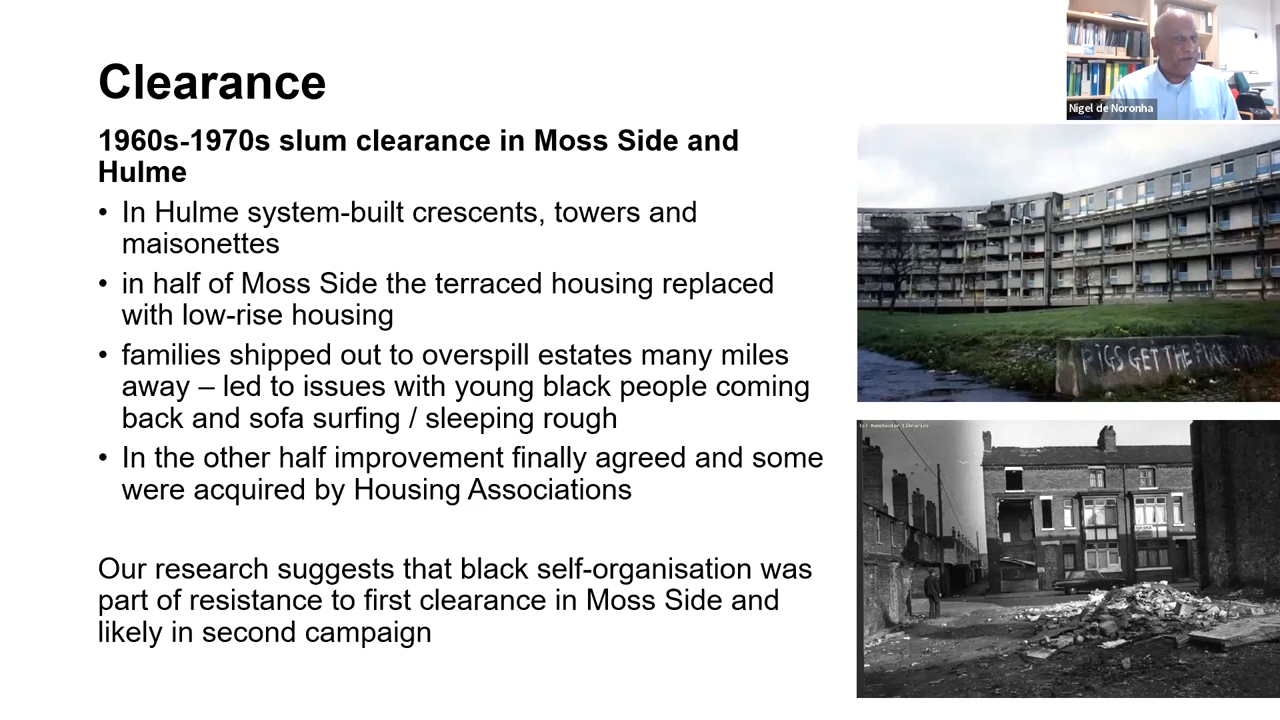 Clearance
Nigel de Noronha
1960s-1970s slum clearance in Moss Side and
Hulme
• In Hulme system-built crescents, towers and
maisonettes
• in half of Moss Side the terraced housing replaced
with low-rise housing
• families shipped out to overspill estates many miles
away – led to issues with young black people coming
back and sofa surfing / sleeping rough
• In the other half improvement finally agreed and some
were acquired by Housing Associations
Our research suggests that black self-organisation was
part of resistance to first clearance in Moss Side and
likely in second campaign
PIGS GET THE FUCK
(c) Manchester Libraries